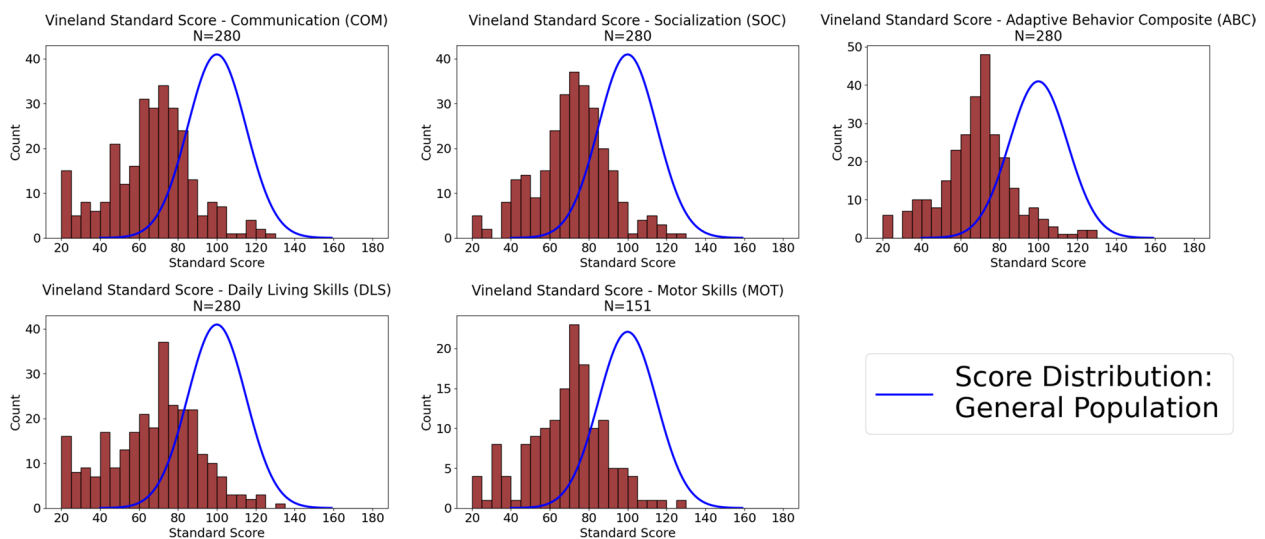 Vineland Standard Score - Communication (COM)
N=280
40
30
20
10
0
Count
20 40 60 80 100 120 140 160 180
Standard Score
Vineland Standard Score - Socialization (SOC)
N=280
40
30
20
10
0
Count
20 40 60 80 100 120 140 160 180
Standard Score
Vineland Standard Score - Adaptive Behavior Composite (ABC)
N=280
50
40
30
20
10
0
Count
20 40 60 80 100 120 140 160 180
Standard Score
Vineland Standard Score - Daily Living Skills (DLS)
N=280
40
30
20
10
0
Count
20 40 60 80 100 120 140 160 180
Standard Score
Vineland Standard Score - Motor Skills (MOT)
N=151
20
15
10
5
0
Count
20 40 60 80 100 120 140 160 180
Standard Score
Score Distribution:
General Population